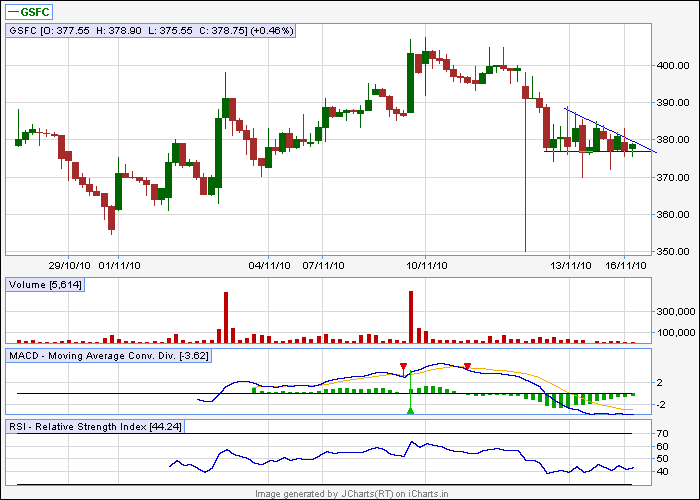 GSFC
GSFC [O: 377.55 H: 378.90 L: 375.55 C: 378.75] (+0.46%)
400.00
390.00
380.00
370.00
360.00
350.00
29/10/10 01/11/10 04/11/10 07/11/10 10/11/10 13/11/10 16/11/10
Volume [5,614]
300,000
100,000
MACD - Moving Average Conv. Div. [-3.62]
2
-2
RSI - Relative Strength Index [44.24]
70
60
50
40
Image generated by JCharts(RT) on iCharts.in